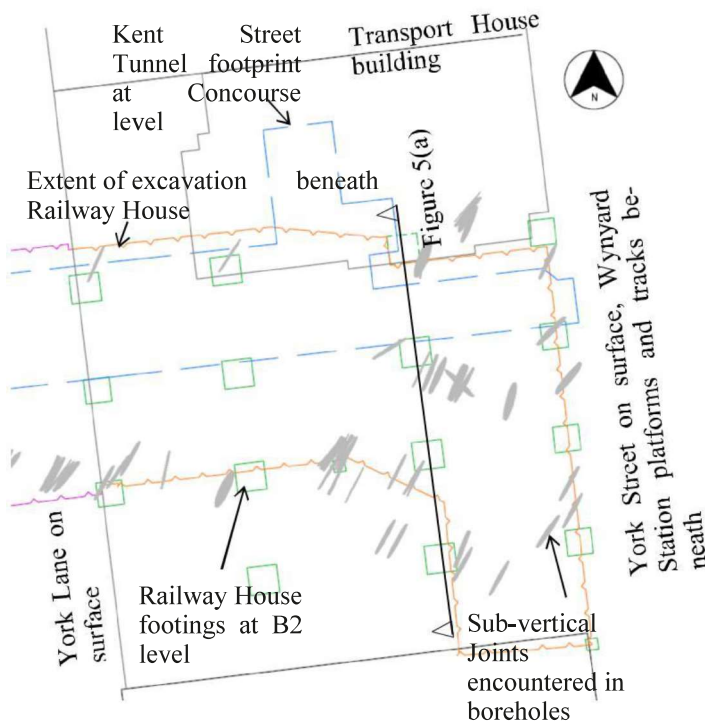 Kent Street
Tunnel footprint
at Concourse
level
Transport House
building
N
Extent of excavation beneath
Railway House
Figure 5(a)
York Street on surface, Wynyard
Station platforms and tracks be-
neath
York Lane on
surface
Railway House
footings at B2
level
Sub-vertical
Joints
encountered in
boreholes